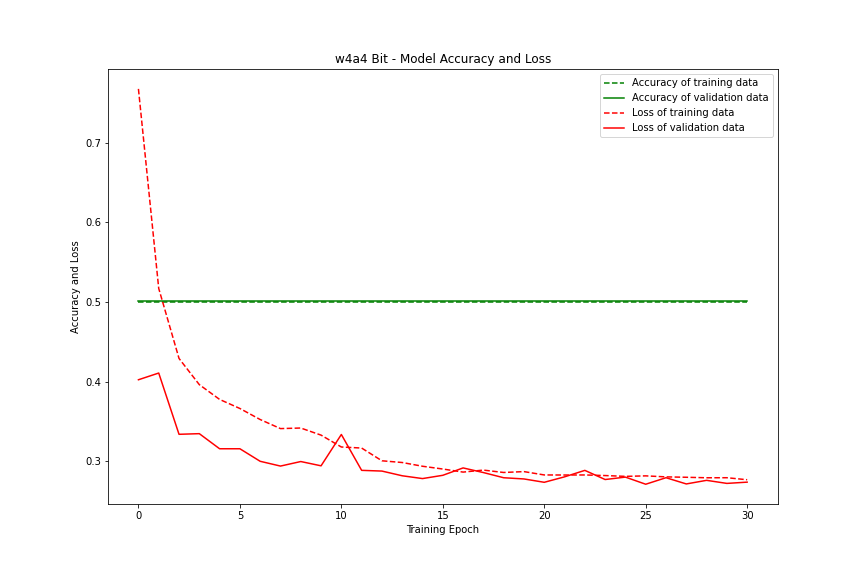 w4a4 Bit - Model Accuracy and Loss
Accuracy of training data
Accuracy of validation data
Loss of training data
Loss of validation data
0.7
0.6
0.5
0.4
0.3
Accuracy and Loss
0 5 10 15 20 25 30
Training Epoch